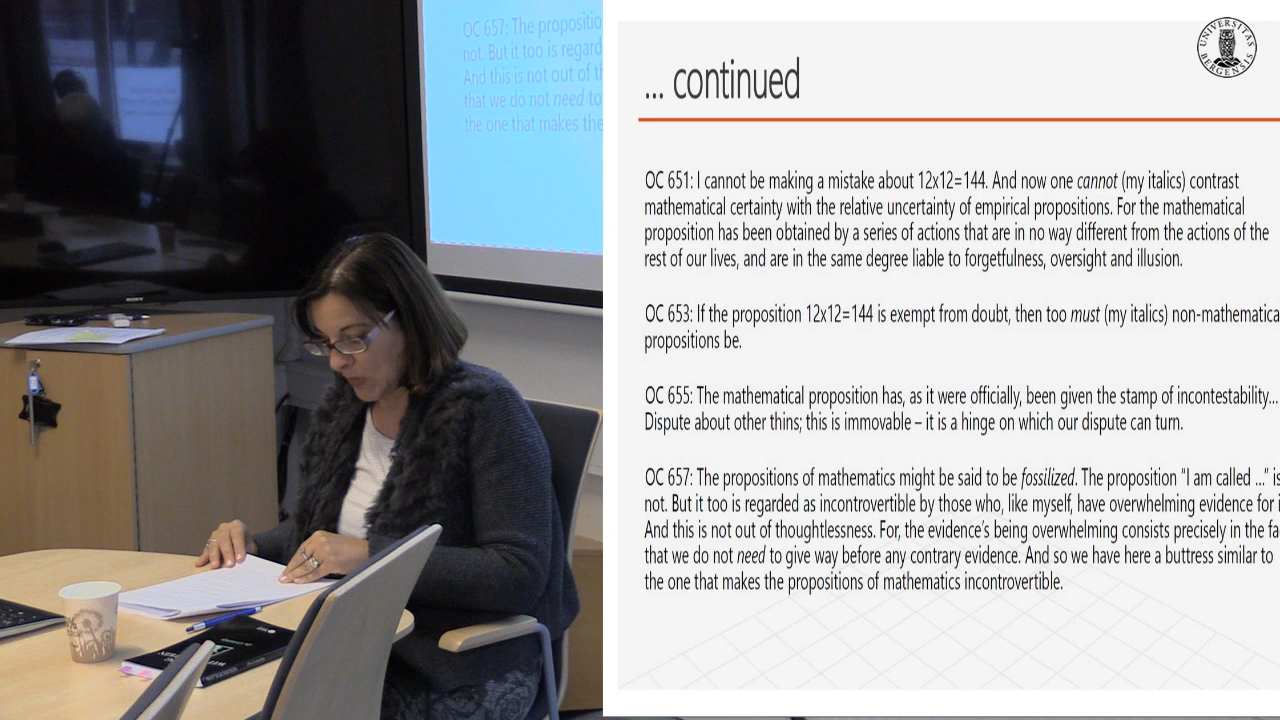 OC 657: The propositio
not. But it too is regard
And this is not out of t
that we do not need to
the one that makes the
SONY
UNIVERSITAS BERGENSIS
... continued
OC 651: I cannot be making a mistake about 12x12=144. And now one cannot (my italics) contrast
mathematical certainty with the relative uncertainty of empirical propositions. For the mathematical
proposition has been obtained by a series of actions that are in no way different from the actions of the
rest of our lives, and are in the same degree liable to forgetfulness, oversight and illusion.
OC 653: If the proposition 12x12=144 is exempt from doubt, then too must (my italics) non-mathematica
propositions be.
OC 655: The mathematical proposition has, as it were officially, been given the stamp of incontestability...
Dispute about other thins; this is immovable – it is a hinge on which our dispute can turn.
OC 657: The propositions of mathematics might be said to be fossilized. The proposition “I am called ...” is
not. But it too is regarded as incontrovertible by those who, like myself, have overwhelming evidence for
And this is not out of thoughtlessness. For, the evidence’s being overwhelming consists precisely in the fa
that we do not need to give way before any contrary evidence. And so we have here a buttress similar to
the one that makes the propositions of mathematics incontrovertible.